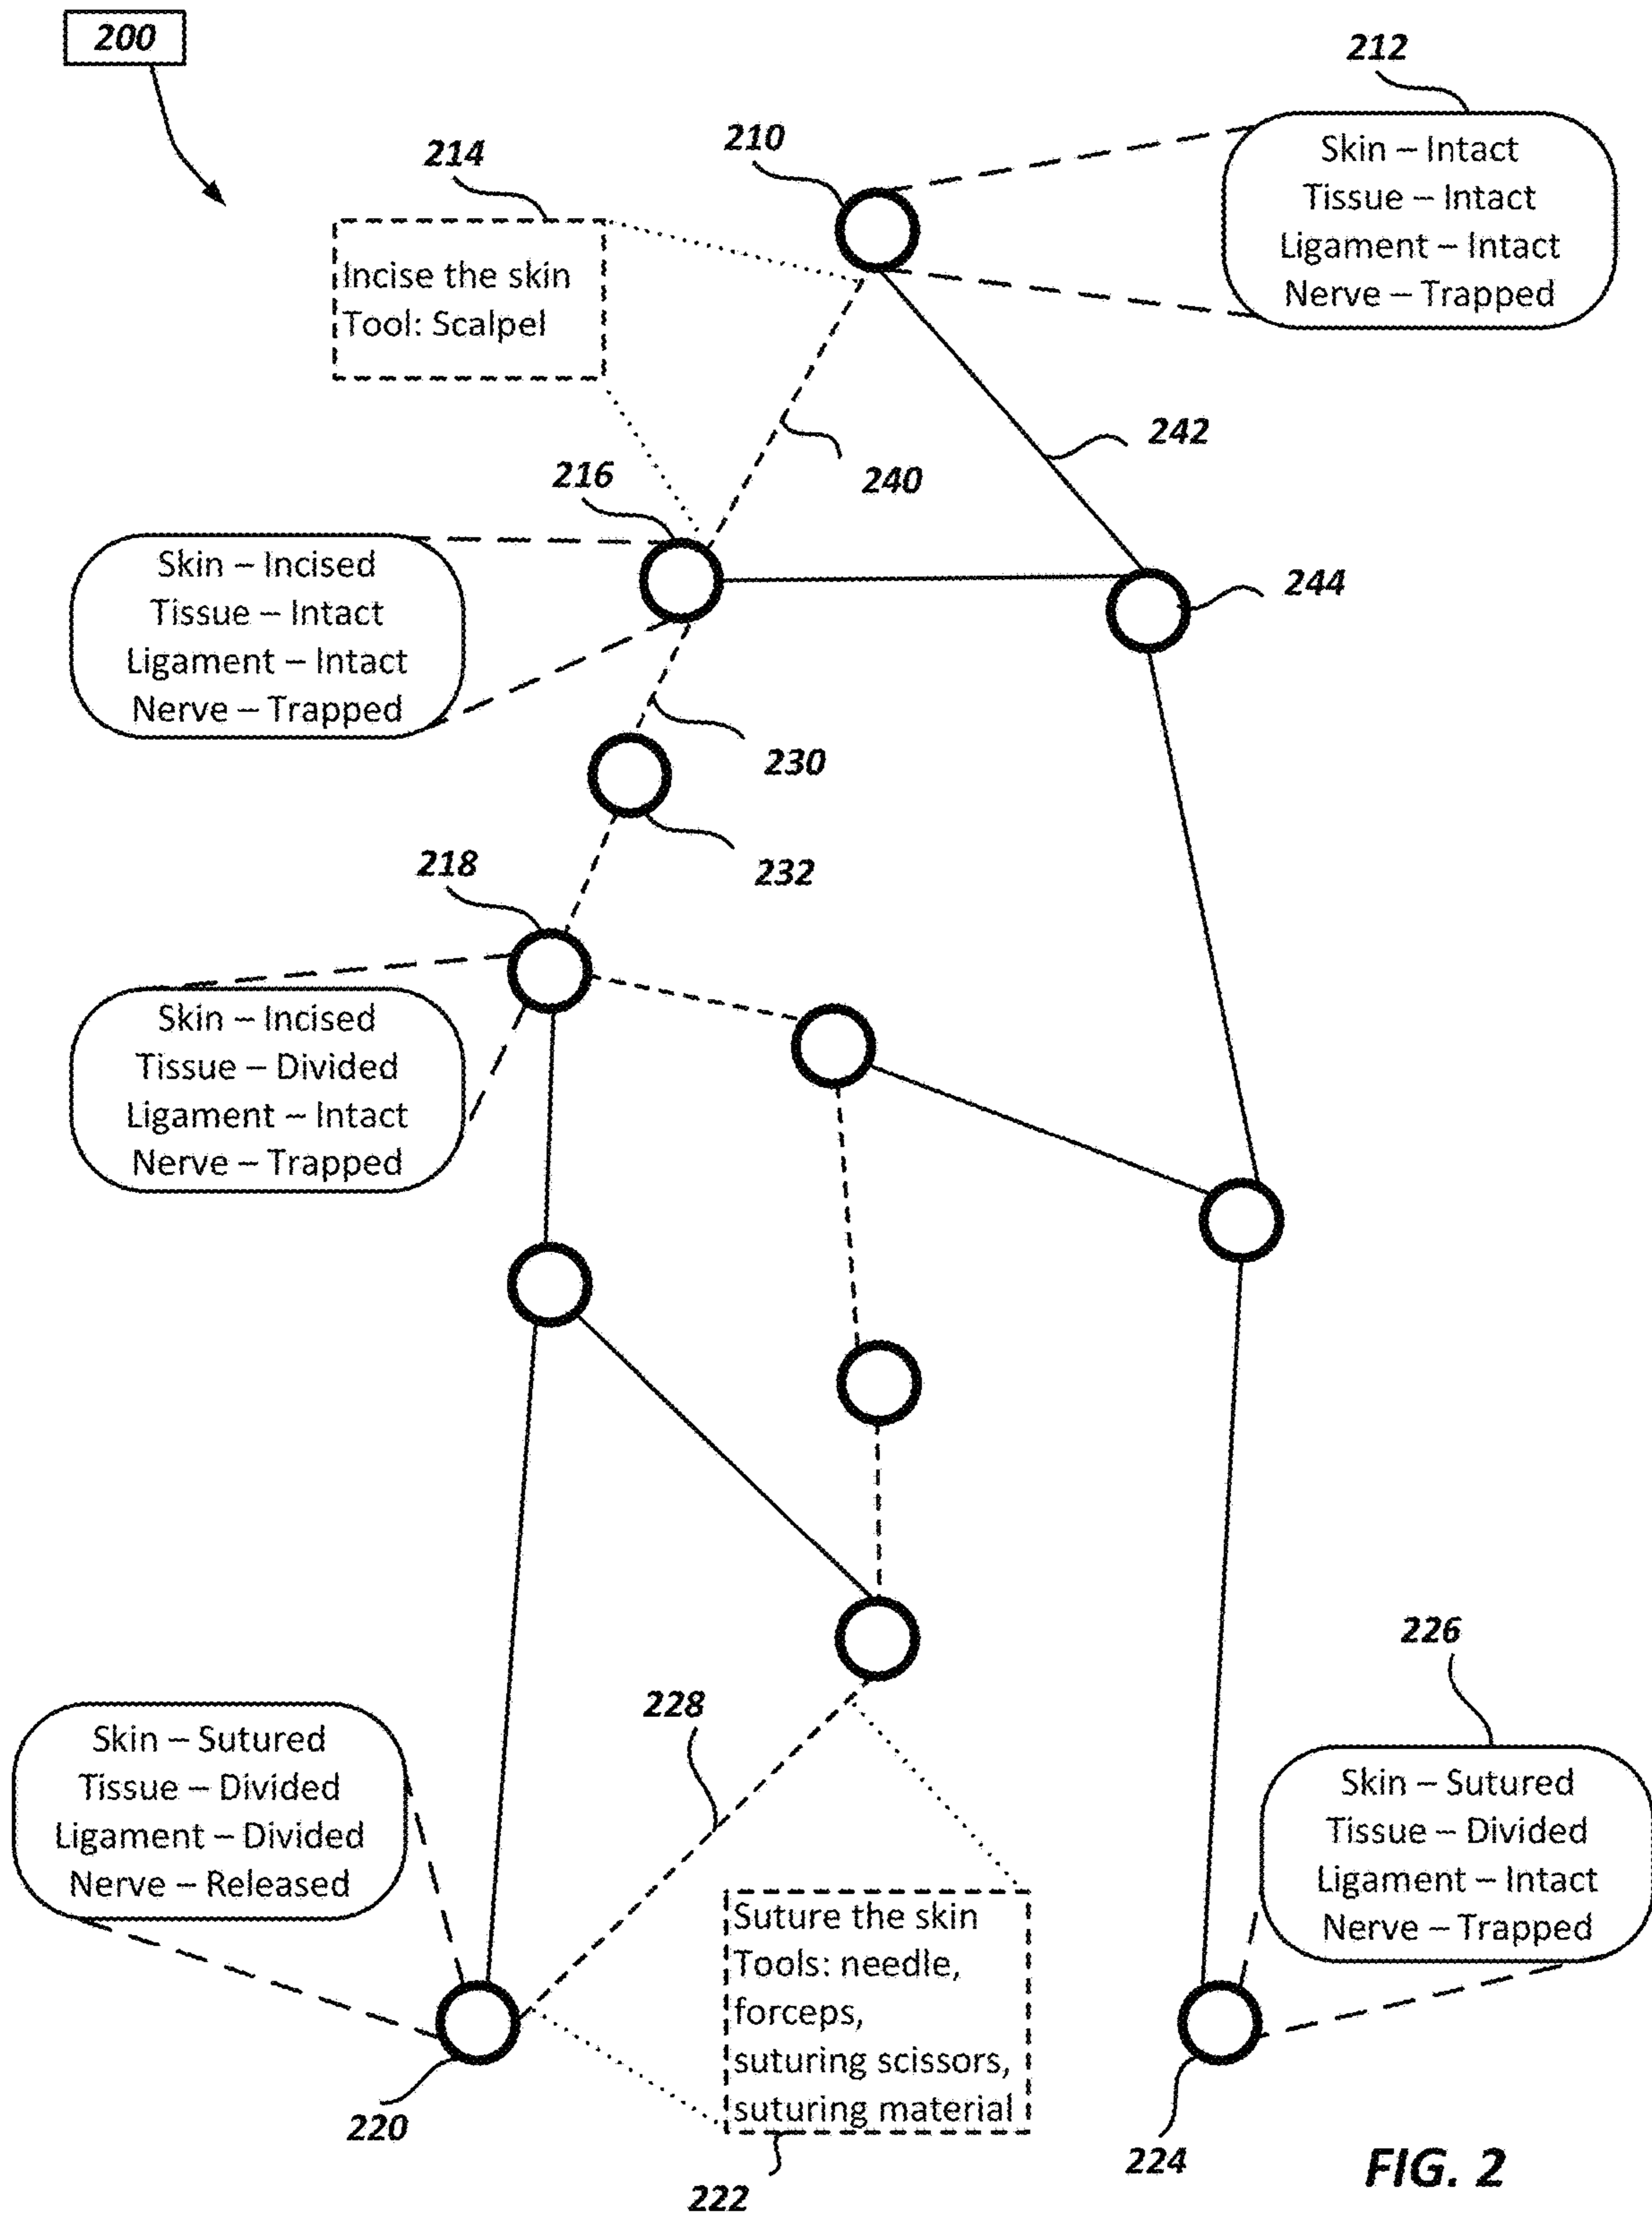 200
212
210
214
Skin – Intact
Tissue – Intact
Ligament – Intact
Nerve – Trapped
Incise the skin
Tool: Scalpel
242
240
216
244
Skin – Incised
Tissue – Intact
Ligament – Intact
Nerve – Trapped
230
232
218
Skin – Incised
Tissue – Divided
Ligament – Intact
Nerve – Trapped
226
228
Skin – Sutured
Tissue – Divided
Ligament – Divided
Nerve – Released
Skin – Sutured
Tissue – Divided
Ligament – Intact
Nerve – Trapped
Suture the skin
Tools: needle,
forceps,
suturing scissors,
suturing material
220
222
224
FIG. 2